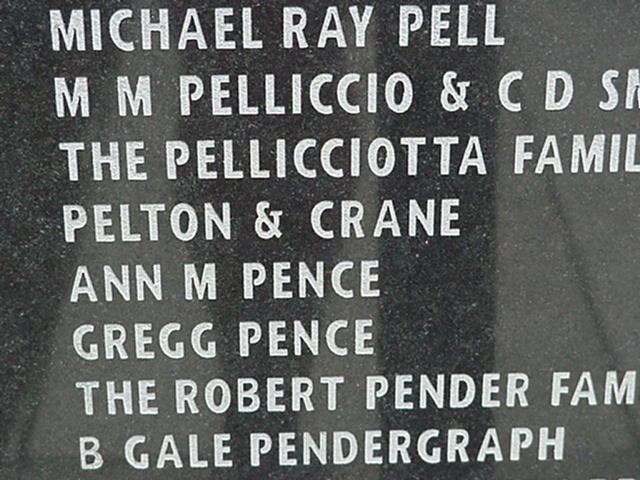 MICHAEL RAY PELL
M M PELLICCIO & C D
THE PELLICCIOTTA
PELTON & CRANE
ANN M PENCE
GREGG PENCE
THE ROBERT PENDER
B GALE PENDERGRAPH